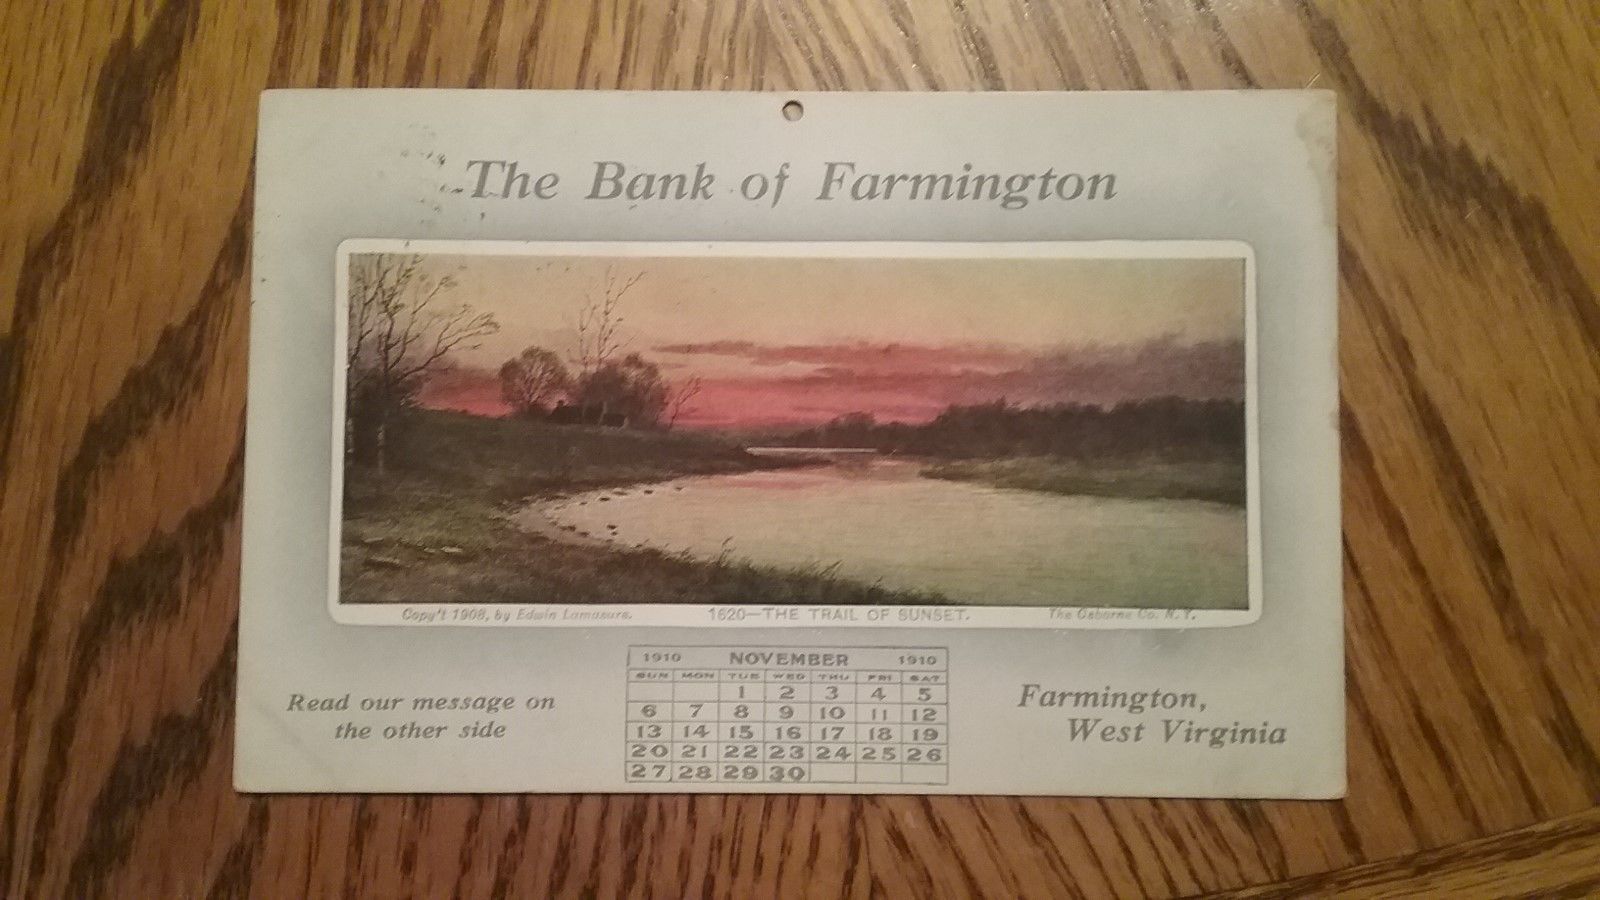 The Bank of Farmington
Copy't 1908, by Edwin Lamasure.
1620—THE TRAIL OF SUNSET.
The Osborne Co. N.Y.
Read our message on
the other side
1910 NOVEMBER 1910
SUN MON TUE WED THU FRI SAT
1 2 3 4 5
6 7 8 9 10 11 12
13 14 15 16 17 18 19
20 21 22 23 24 25 26
27 28 29 30
Farmington,
West Virginia